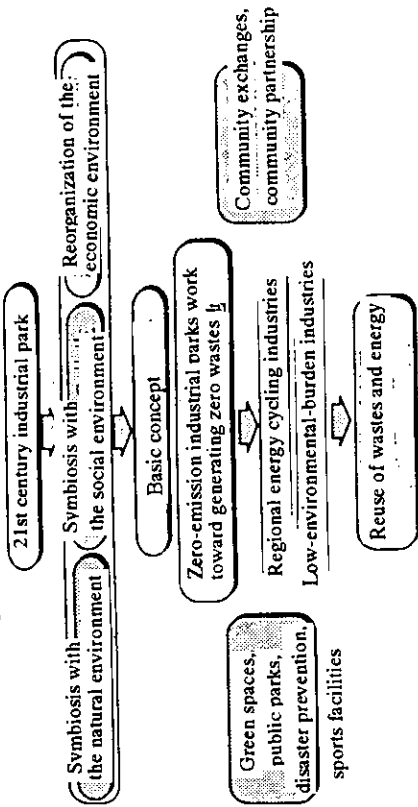 21st century industrial park
Symbiosis with
the natural environment
Symbiosis with
the social environment
Reorganization of the
economic environment
Basic concept
Zero-emission industrial parks work
toward generating zero wastes
Green spaces,
public parks,
disaster prevention,
sports facilities
Regional energy cycling industries
Low-environmental-burden industries
Community exchanges,
community partnership
Reuse of wastes and energy